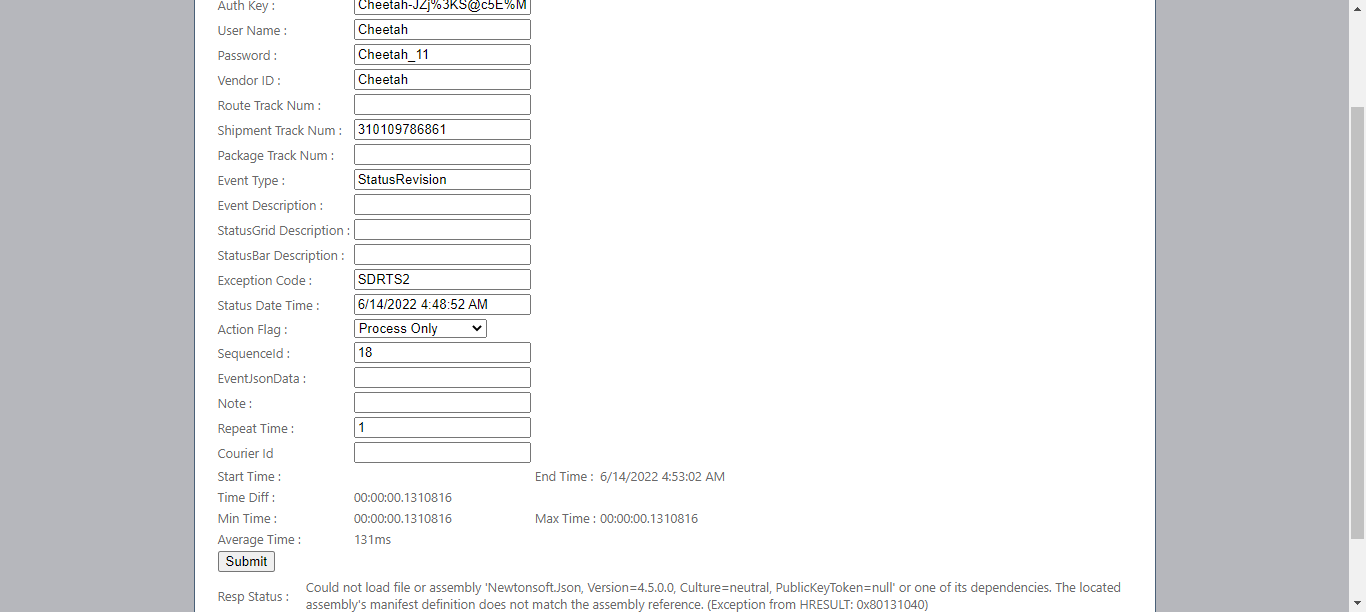 Auth Key : Cheetah-JZj%3KS@c5E%M
User Name : Cheetah
Password : Cheetah_11
Vendor ID : Cheetah
Route Track Num :
Shipment Track Num : 310109786861
Package Track Num :
Event Type : StatusRevision
Event Description :
StatusGrid Description :
StatusBar Description :
Exception Code : SDRTS2
Status Date Time : 6/14/2022 4:48:52 AM
Action Flag : Process Only
SequenceId : 18
EventJsonData :
Note :
Repeat Time : 1
Courier Id
Start Time : End Time : 6/14/2022 4:53:02 AM
Time Diff : 00:00:00.1310816
Min Time : 00:00:00.1310816 Max Time : 00:00:00.1310816
Average Time : 131ms
Submit
Resp Status : Could not load file or assembly 'Newtonsoft.Json, Version=4.5.0.0, Culture=neutral, PublicKeyToken=null' or one of its dependencies. The located
assembly's manifest definition does not match the assembly reference. (Exception from HRESULT: 0x80131040)